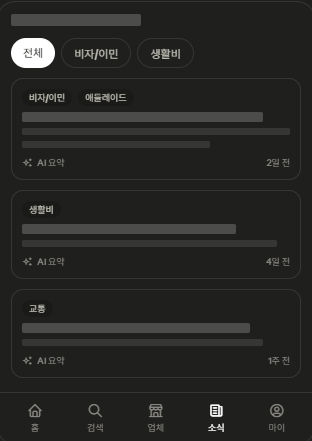 전체 비자/이민 생활비
비자/이민 애들레이드
AI 요약 2일 전
생활비
AI 요약 4일 전
교통
AI 요약 1주 전
홈 검색 업체 소식 마이